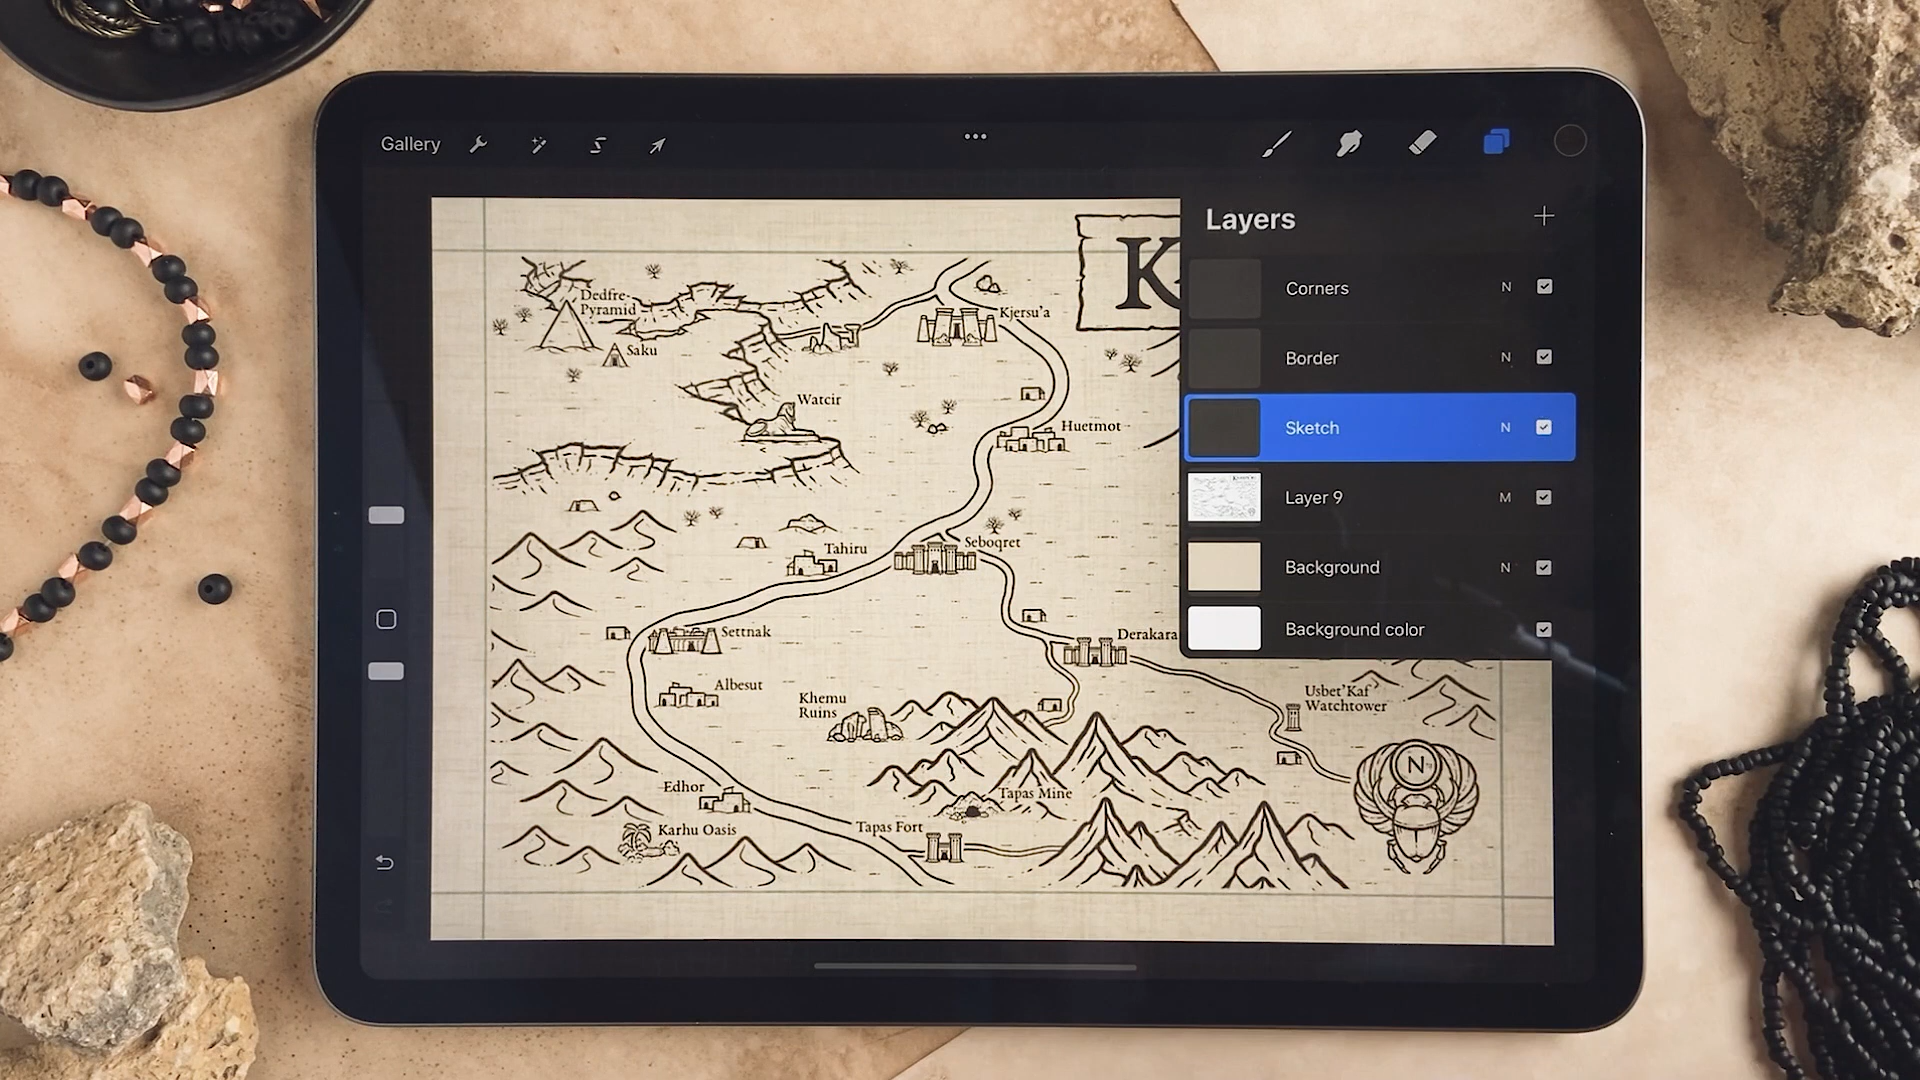 Gallery
Layers
Corners
N
Border
N
Sketch
N
Layer 9
M
Background
N
Background color
K
Dedfre
Pyramid
Saku
Kjersu'a
Watcir
Huetmot
Tahiru
Seboqret
Settnak
Derakara
Albesut
Khemu
Ruins
Usbet'Kaf
Watchtower
N
Edhor
Tapas Mine
Karhu Oasis
Tapas Fort